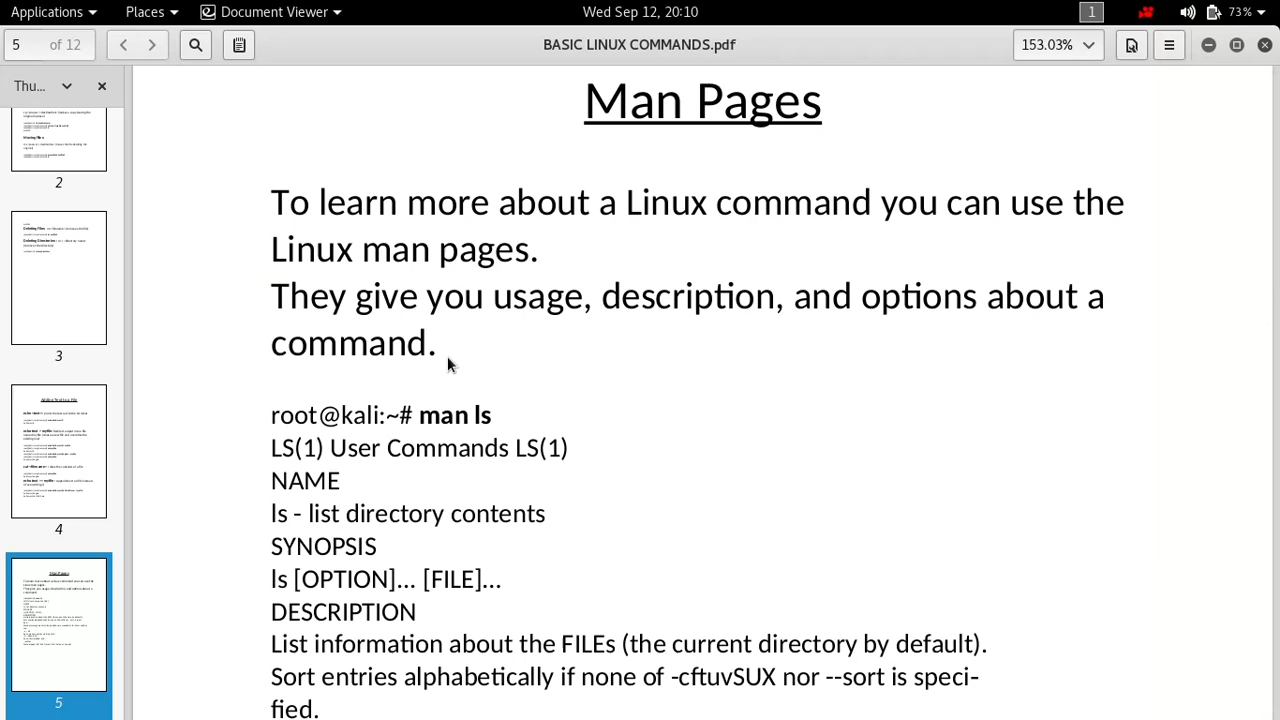 Applications Places Document Viewer Wed Sep 12, 20:10 1 73%
5 of 12 BASIC LINUX COMMANDS.pdf 153.03%
Thu...
2
3
4
5
Man Pages
To learn more about a Linux command you can use the
Linux man pages.
They give you usage, description, and options about a
command.
root@kali:~# man ls
LS(1) User Commands LS(1)
NAME
ls - list directory contents
SYNOPSIS
ls [OPTION]... [FILE]...
DESCRIPTION
List information about the FILEs (the current directory by default).
Sort entries alphabetically if none of -cftuvSUX nor --sort is speci-
fied.